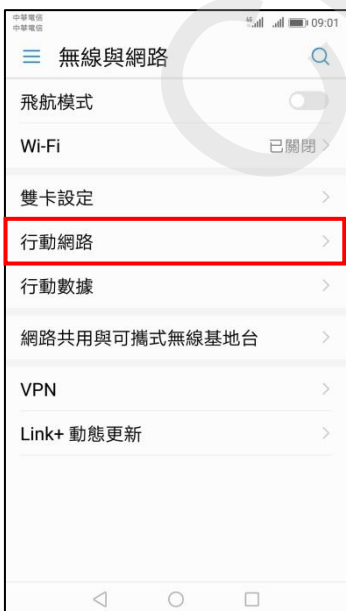 中華電信
中華電信
4G 09:01
無線與網路
飛航模式
Wi-Fi 已關閉
雙卡設定
行動網路
行動數據
網路共用與可攜式無線基地台
VPN
Link+ 動態更新